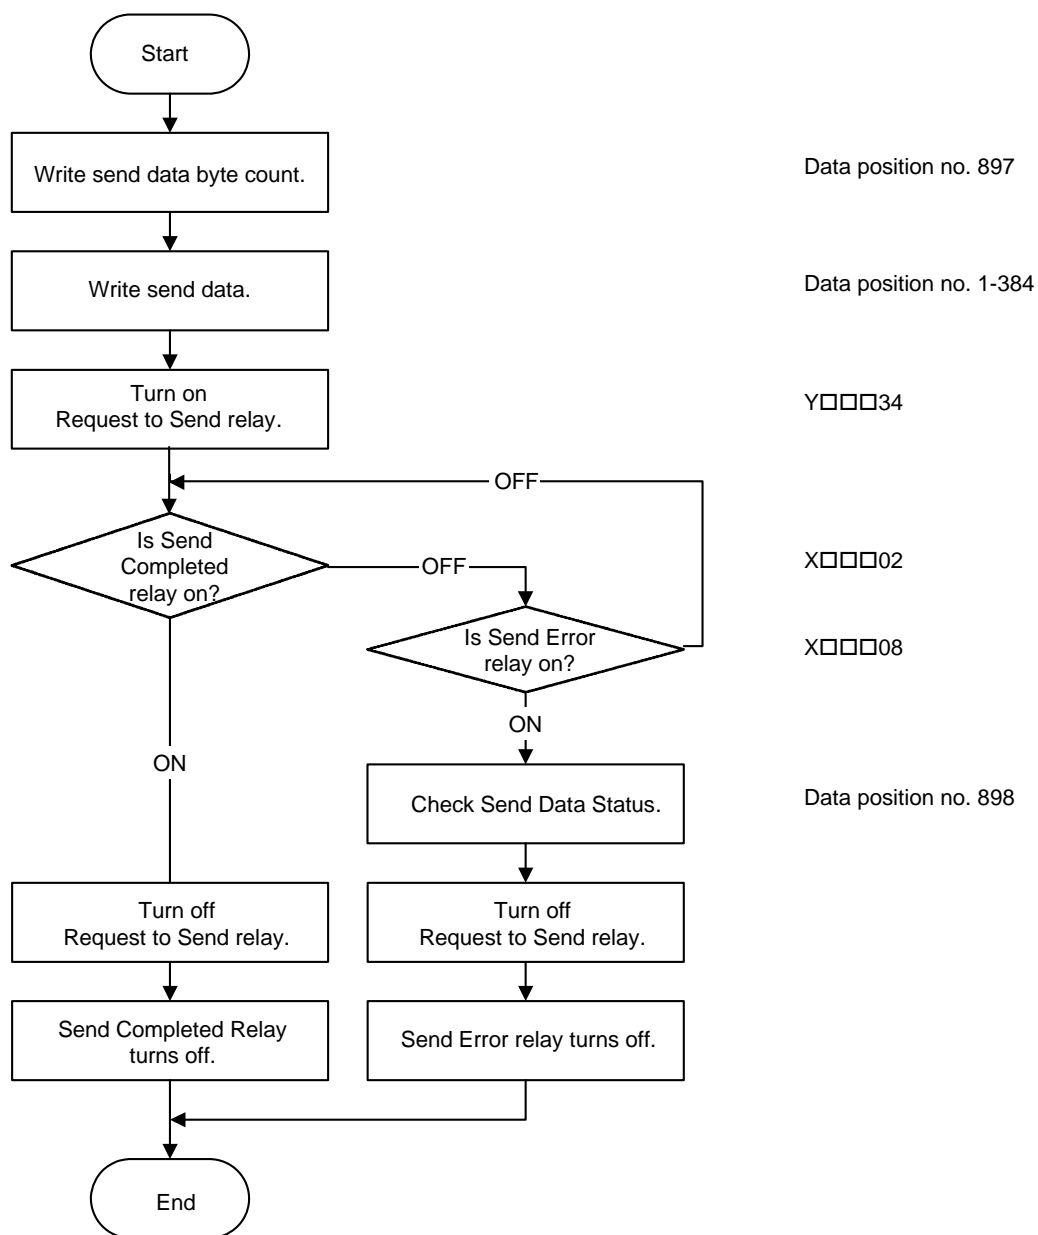 Start
Write send data byte count.
Data position no. 897
Write send data.
Data position no. 1-384
Turn on
Request to Send relay.
Y□□□34
OFF
Is Send
Completed
relay on?
OFF
X□□□02
Is Send Error
relay on?
X□□□08
ON
ON
Check Send Data Status.
Data position no. 898
Turn off
Request to Send relay.
Turn off
Request to Send relay.
Send Completed Relay
turns off.
Send Error relay turns off.
End